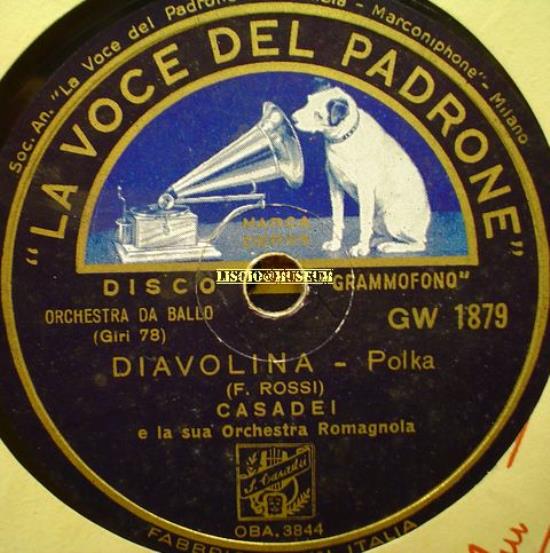 Soc. An. "La Voce del Padrone - Marconiphone" - Milano
"LA VOCE DEL PADRONE"
DISCO "GRAMMOFONO"
LISCIO@MUSEUM
ORCHESTRA DA BALLO
(Giri 78)
GW 1879
DIAVOLINA - Polka
(F. ROSSI)
CASADEI
e la sua Orchestra Romagnola
OBA. 3844
ITALIA